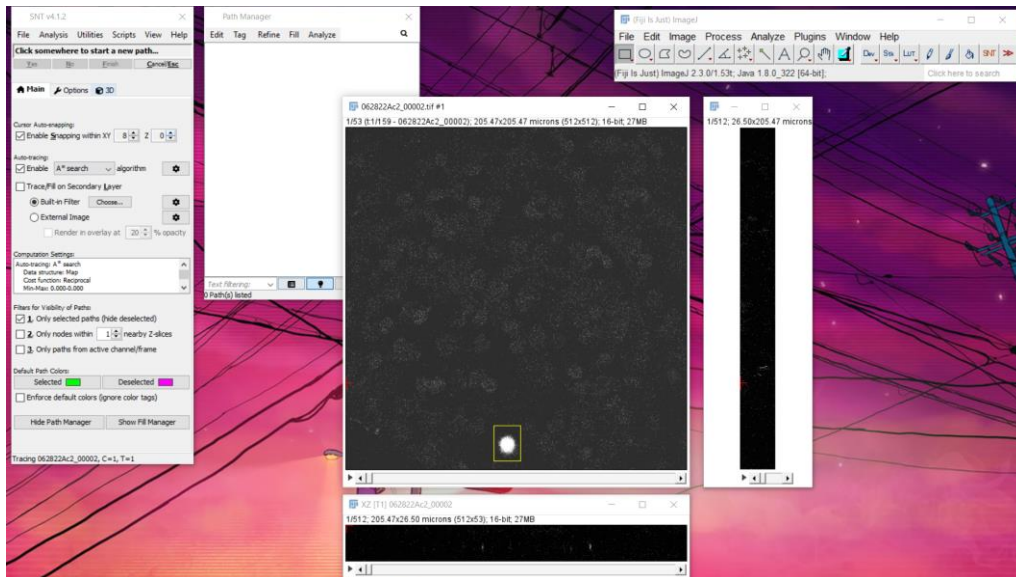 SNT v4.1.2
File Analysis Utilities Scripts View Help
Click somewhere to start a new path...
Yes No Finish Cancel/Esc
Main Options 3D
Cursor Auto-snapping:
Enable Snapping within XY 8 Z 0
Auto-tracing:
Enable A* search algorithm
Trace/Fill on Secondary Layer
Built-in Filter Choose...
External Image
Render in overlay at 20 % opacity
Computation Settings:
Auto-tracing: A* search
Data structure: Map
Cost function: Reciprocal
Min-Max: 0.000-0.000
Filters for Visibility of Paths:
1. Only selected paths (hide deselected)
2. Only nodes within 1 nearby Z-slices
3. Only paths from active channel/frame
Default Path Colors:
Selected Deselected
Enforce default colors (ignore color tags)
Hide Path Manager Show Fill Manager
Tracing 062822Ac2_00002, C=1, T=1
Path Manager
Edit Tag Refine Fill Analyze
Text filtering:
0 Path(s) listed
(Fiji Is Just) ImageJ
File Edit Image Process Analyze Plugins Window Help
Dev Stk LUT SNT
(Fiji Is Just) ImageJ 2.3.0/1.53t; Java 1.8.0_322 [64-bit];
Click here to search
062822Ac2_00002.tif #1
1/53 (t:1/159 - 062822Ac2_00002); 205.47x205.47 microns (512x512); 16-bit; 27MB
1/512; 26.50x205.47 microns
XZ [T1] 062822Ac2_00002
1/512; 205.47x26.50 microns (512x53); 16-bit; 27MB